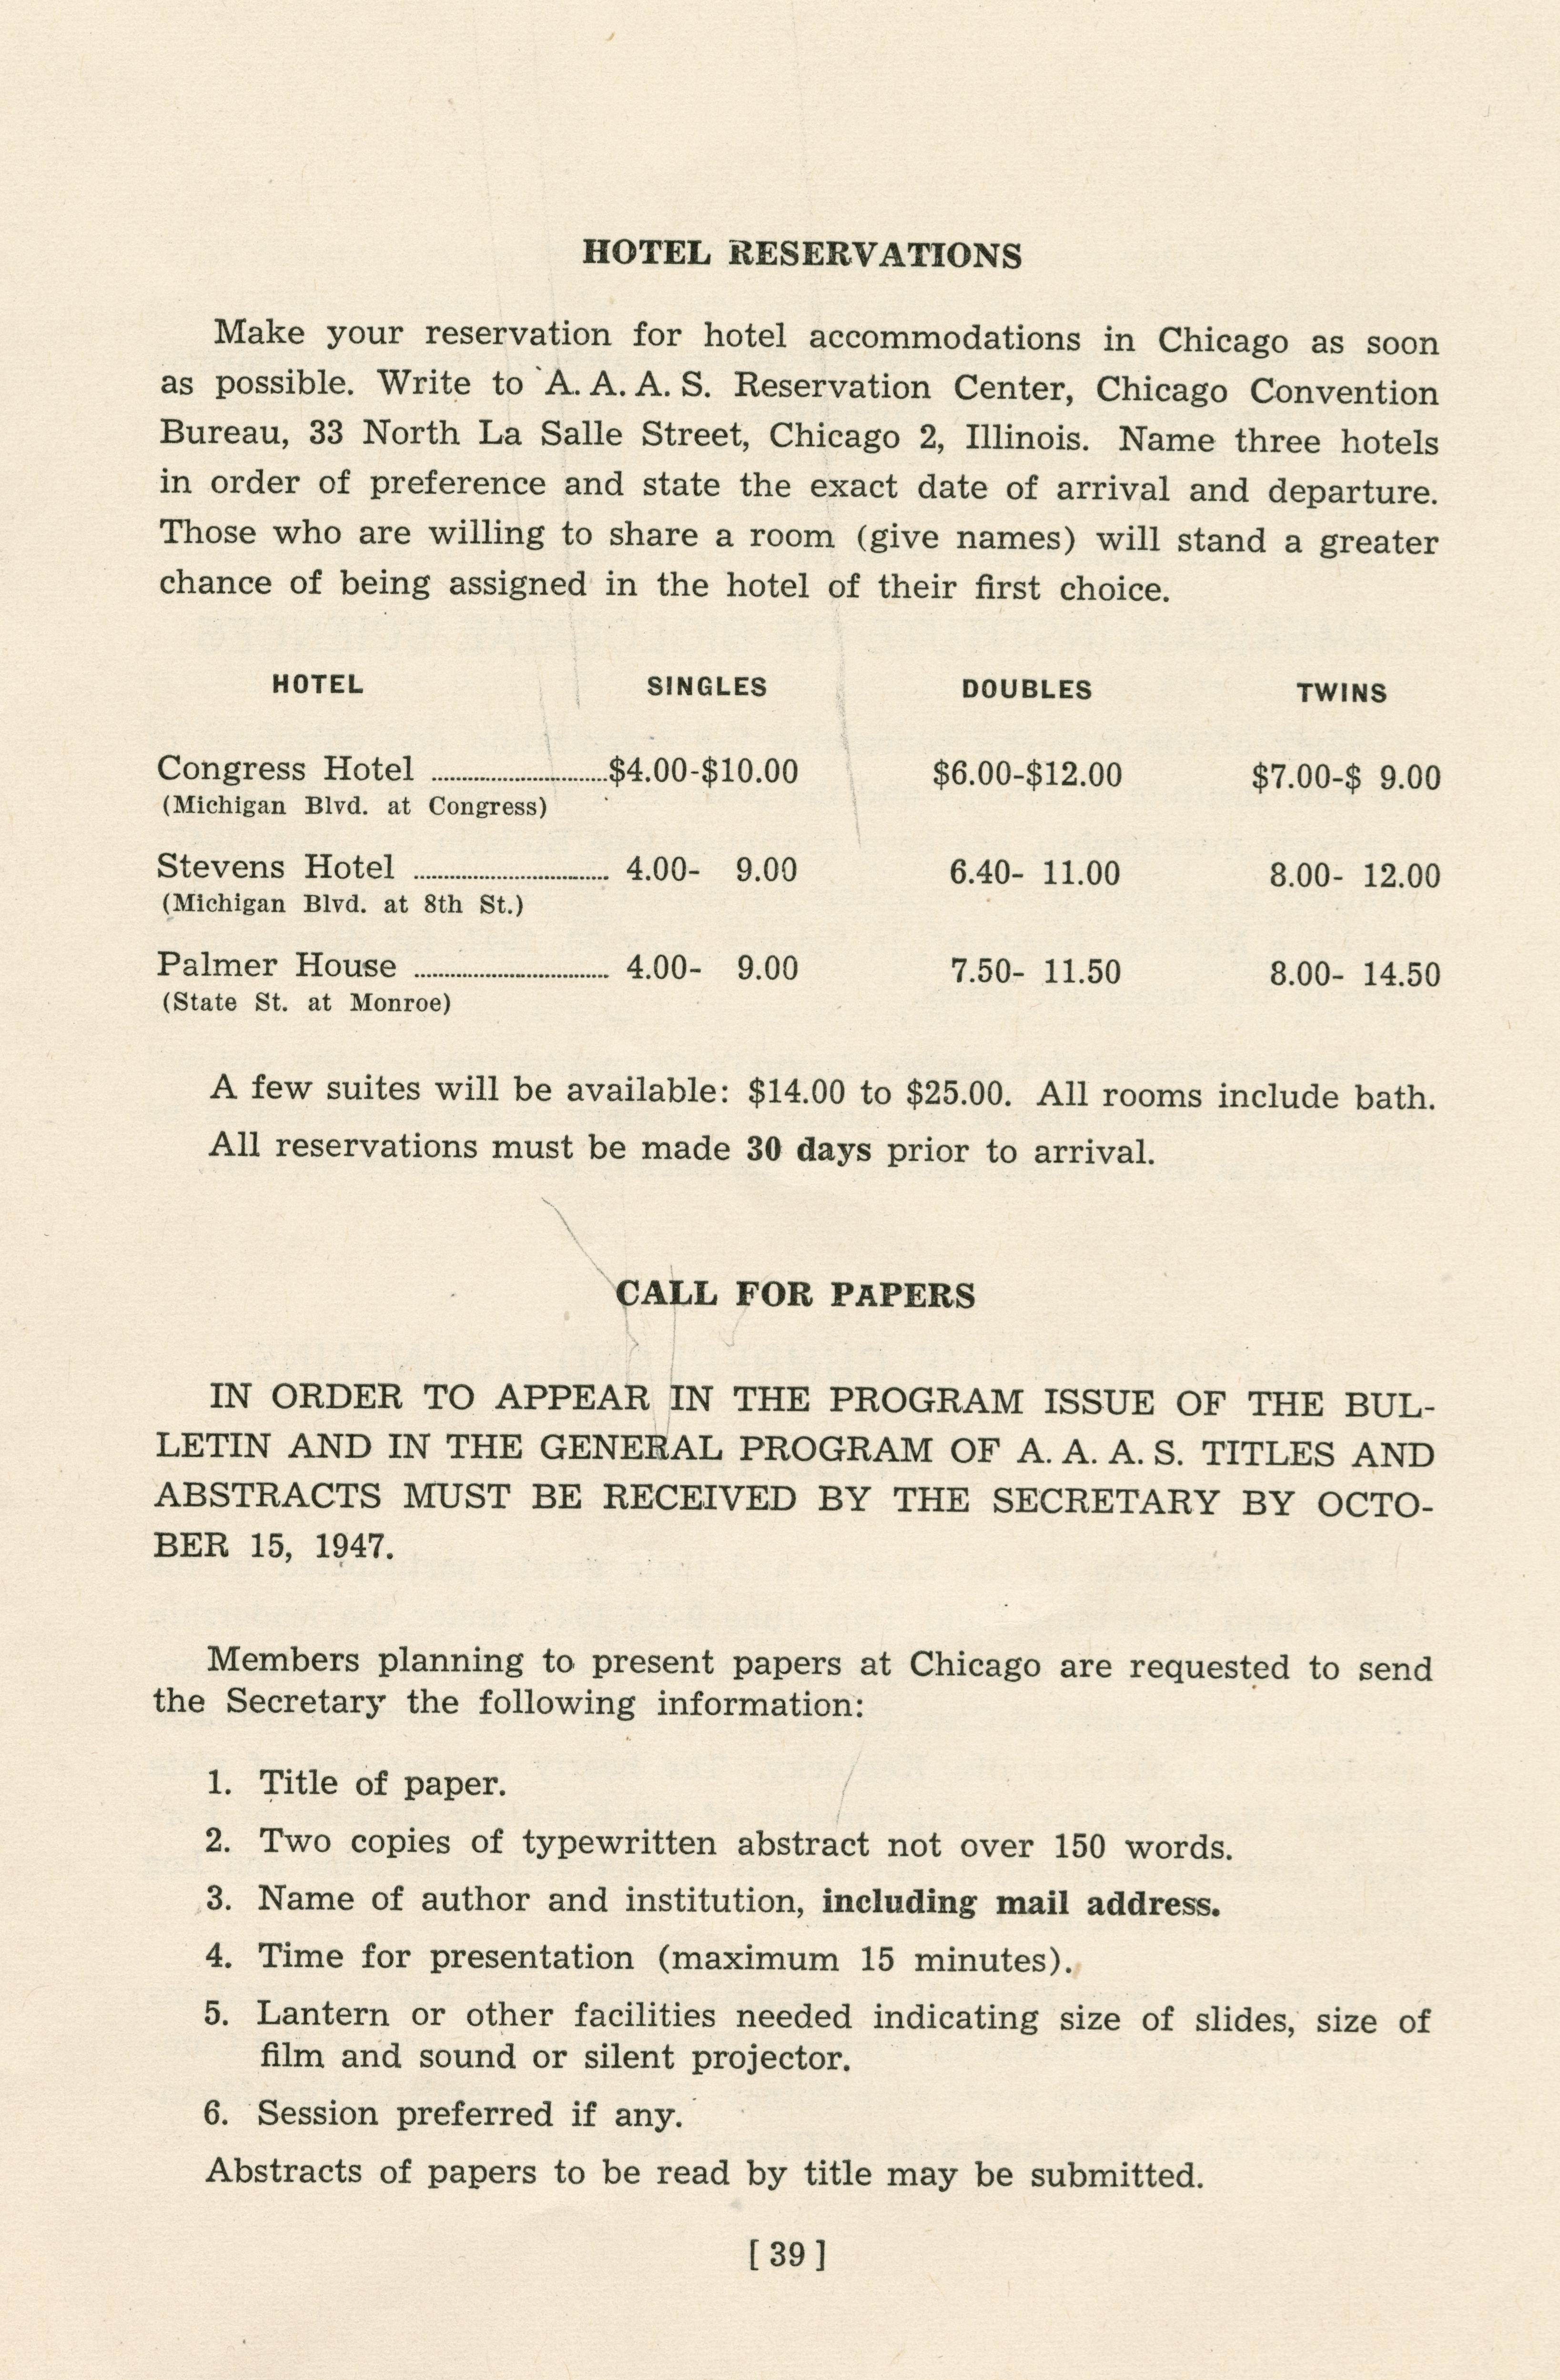 HOTEL RESERVATIONS
Make your reservation for hotel accommodations in Chicago as soon
as possible. Write to A. A. A. S. Reservation Center, Chicago Convention
Bureau, 33 North La Salle Street, Chicago 2, Illinois. Name three hotels
in order of preference and state the exact date of arrival and departure.
Those who are willing to share a room (give names) will stand a greater
chance of being assigned in the hotel of their first choice.
HOTEL SINGLES DOUBLES TWINS
Congress Hotel ..............................$4.00-$10.00 $6.00-$12.00 $7.00-$ 9.00
(Michigan Blvd. at Congress)
Stevens Hotel .................................. 4.00- 9.00 6.40- 11.00 8.00- 12.00
(Michigan Blvd. at 8th St.)
Palmer House .................................. 4.00- 9.00 7.50- 11.50 8.00- 14.50
(State St. at Monroe)
A few suites will be available: $14.00 to $25.00. All rooms include bath.
All reservations must be made 30 days prior to arrival.
CALL FOR PAPERS
IN ORDER TO APPEAR IN THE PROGRAM ISSUE OF THE BUL-
LETIN AND IN THE GENERAL PROGRAM OF A. A. A. S. TITLES AND
ABSTRACTS MUST BE RECEIVED BY THE SECRETARY BY OCTO-
BER 15, 1947.
Members planning to present papers at Chicago are requested to send
the Secretary the following information:
1. Title of paper.
2. Two copies of typewritten abstract not over 150 words.
3. Name of author and institution, including mail address.
4. Time for presentation (maximum 15 minutes).
5. Lantern or other facilities needed indicating size of slides, size of
film and sound or silent projector.
6. Session preferred if any.
Abstracts of papers to be read by title may be submitted.
[ 39 ]